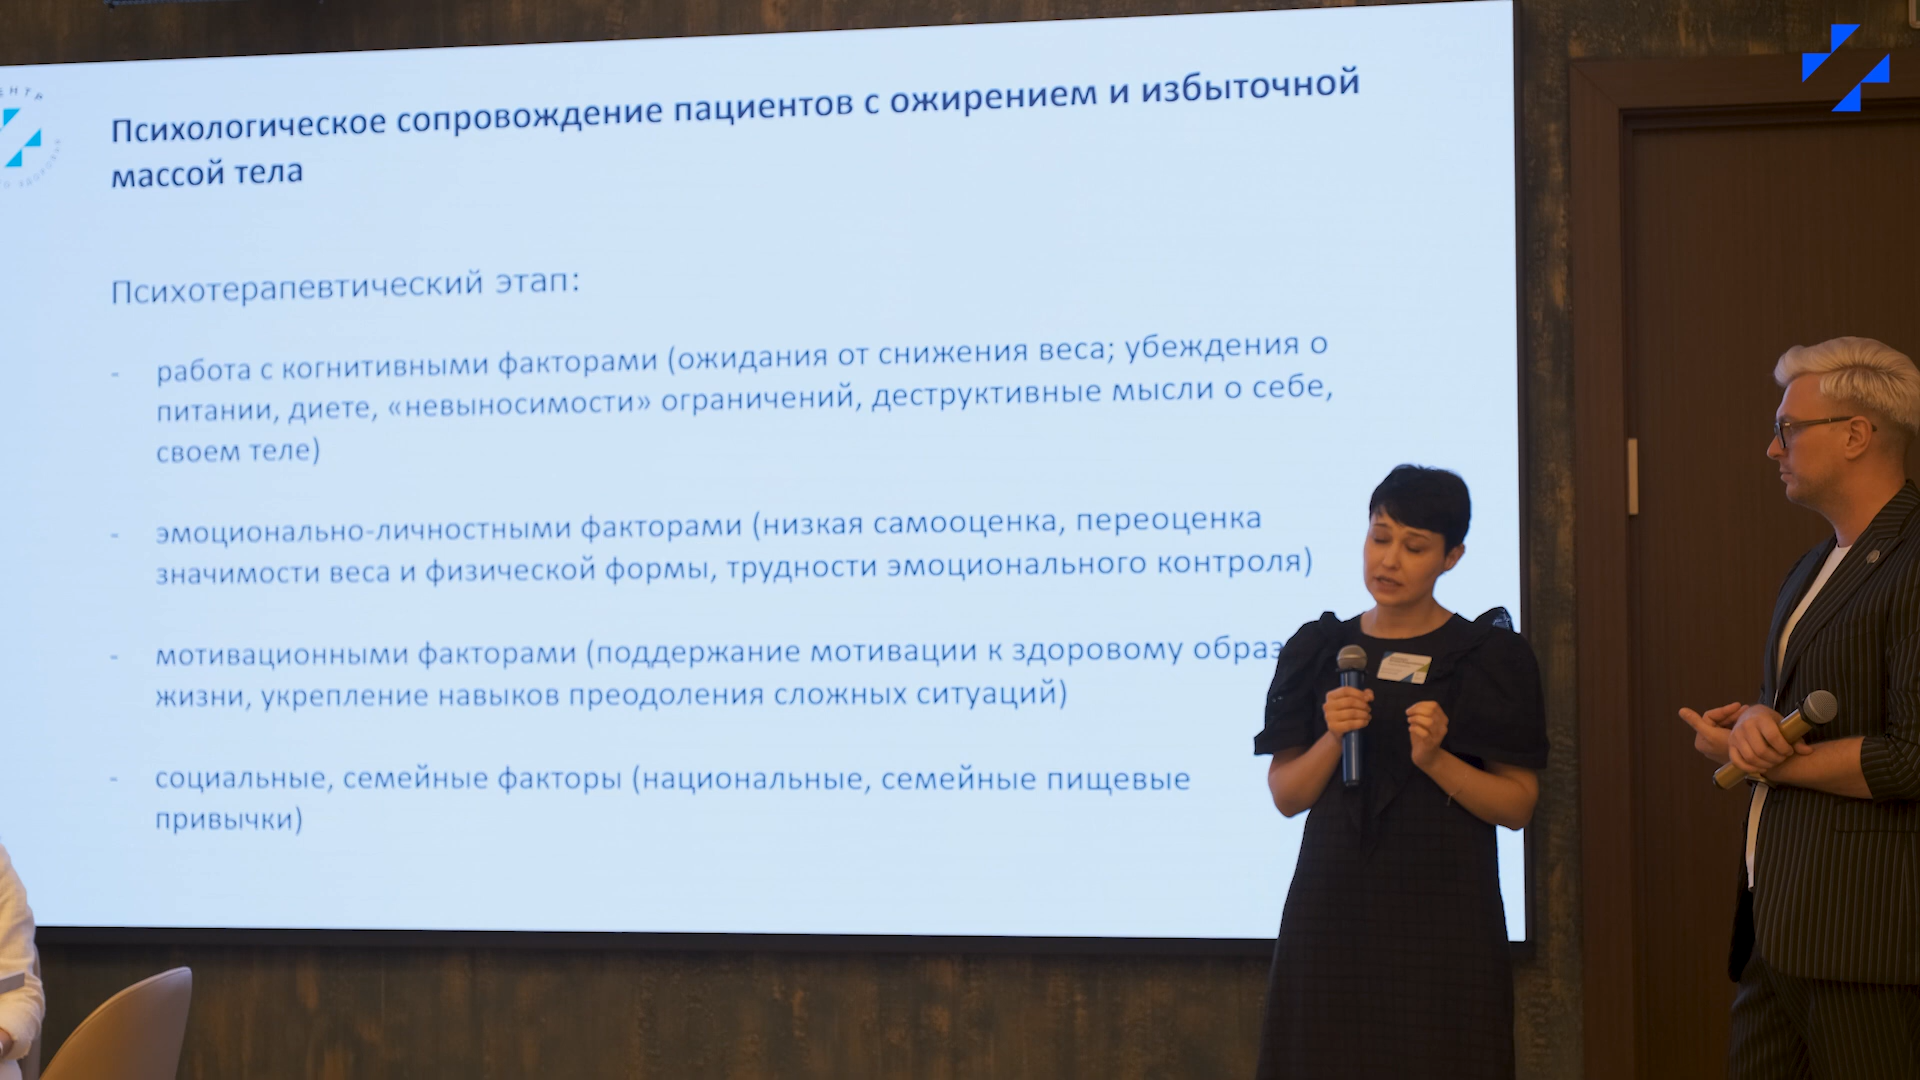 Психологическое сопровождение пациентов с ожирением и избыточной
массой тела
Психотерапевтический этап:
- работа с когнитивными факторами (ожидания от снижения веса; убеждения о
питании, диете, «невыносимости» ограничений, деструктивные мысли о себе,
своем теле)
- эмоционально-личностными факторами (низкая самооценка, переоценка
значимости веса и физической формы, трудности эмоционального контроля)
- мотивационными факторами (поддержание мотивации к здоровому образ
жизни, укрепление навыков преодоления сложных ситуаций)
- социальные, семейные факторы (национальные, семейные пищевые
привычки)